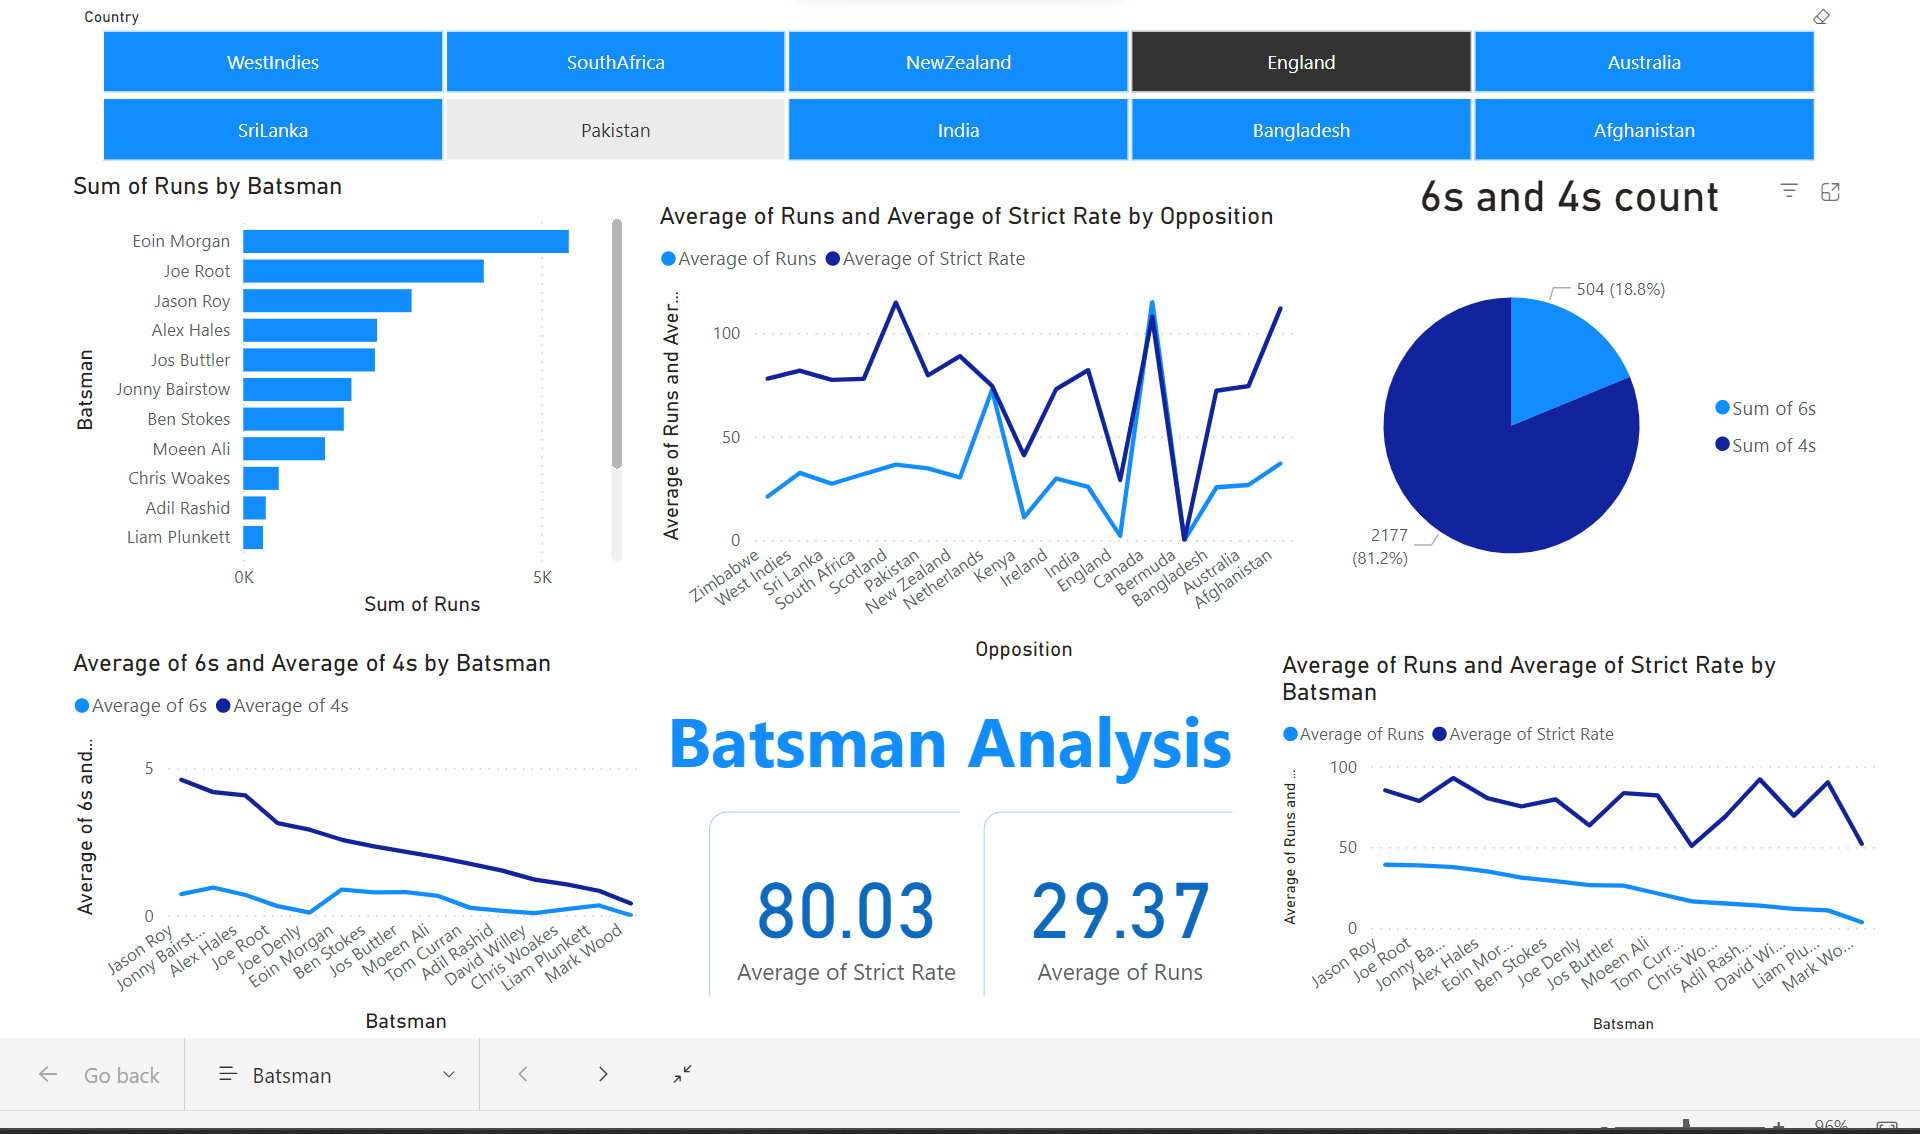 Country
WestIndies
SouthAfrica
NewZealand
England
Australia
SriLanka
Pakistan
India
Bangladesh
Afghanistan
Sum of Runs by Batsman
Batsman
Eoin Morgan
Joe Root
Jason Roy
Alex Hales
Jos Buttler
Jonny Bairstow
Ben Stokes
Moeen Ali
Chris Woakes
Adil Rashid
Liam Plunkett
0K
5K
Sum of Runs
Average of Runs and Average of Strict Rate by Opposition
Average of Runs
Average of Strict Rate
Average of Runs and Aver...
100
50
0
Zimbabwe
West Indies
Sri Lanka
South Africa
Scotland
Pakistan
New Zealand
Netherlands
Kenya
Ireland
India
England
Canada
Bermuda
Bangladesh
Australia
Afghanistan
Opposition
6s and 4s count
504 (18.8%)
2177
(81.2%)
Sum of 6s
Sum of 4s
Average of 6s and Average of 4s by Batsman
Average of 6s
Average of 4s
Average of 6s and...
5
0
Jason Roy
Jonny Bairst...
Alex Hales
Joe Root
Joe Denly
Eoin Morgan
Ben Stokes
Jos Buttler
Moeen Ali
Tom Curran
Adil Rashid
David Willey
Chris Woakes
Liam Plunkett
Mark Wood
Batsman
Batsman Analysis
80.03
Average of Strict Rate
29.37
Average of Runs
Average of Runs and Average of Strict Rate by
Batsman
Average of Runs
Average of Strict Rate
Average of Runs and ...
100
50
0
Jason Roy
Joe Root
Jonny Ba...
Alex Hales
Eoin Mor...
Ben Stokes
Joe Denly
Jos Buttler
Moeen Ali
Tom Curr...
Chris Wo...
Adil Rash...
David Wi...
Liam Plu...
Mark Wo...
Batsman
Go back
Batsman
96%